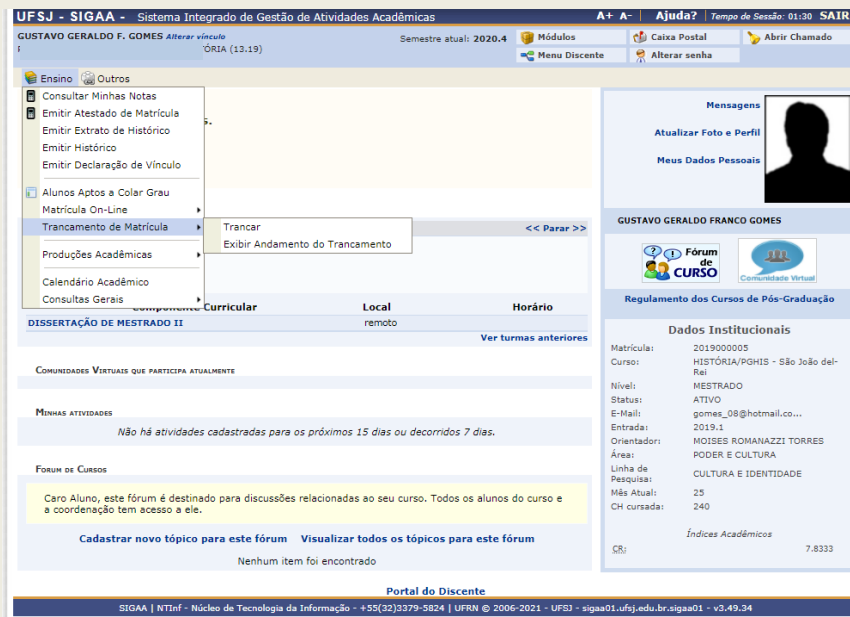 UFSJ - SIGAA - Sistema Integrado de Gestão de Atividades Acadêmicas
A+ A- | Ajuda? | Tempo de Sessão: 01:30 SAIR
GUSTAVO GERALDO F. GOMES Alterar vínculo
ÓRIA (13.19)
Semestre atual: 2020.4
Módulos
Caixa Postal
Abrir Chamado
Menu Discente
Alterar senha
Ensino
Outros
Consultar Minhas Notas
Emitir Atestado de Matrícula
Emitir Extrato de Histórico
Emitir Histórico
Emitir Declaração de Vínculo
Alunos Aptos a Colar Grau
Matrícula On-Line
Trancamento de Matrícula
Produções Acadêmicas
Calendário Acadêmico
Consultas Gerais
Trancar
Exibir Andamento do Trancamento
s.
<< Parar >>
Componente Curricular Local Horário
DISSERTAÇÃO DE MESTRADO II remoto
Ver turmas anteriores
Comunidades Virtuais que participa atualmente
Minhas atividades
Não há atividades cadastradas para os próximos 15 dias ou decorridos 7 dias.
Forum de Cursos
Caro Aluno, este fórum é destinado para discussões relacionadas ao seu curso. Todos os alunos do curso e
a coordenação tem acesso a ele.
Cadastrar novo tópico para este fórum Visualizar todos os tópicos para este fórum
Nenhum item foi encontrado
Mensagens
Atualizar Foto e Perfil
Meus Dados Pessoais
GUSTAVO GERALDO FRANCO GOMES
Fórum
de
CURSO
Comunidade Virtual
Regulamento dos Cursos de Pós-Graduação
Dados Institucionais
Matrícula: 2019000005
Curso: HISTÓRIA/PGHIS - São João del-
Rei
Nível: MESTRADO
Status: ATIVO
E-Mail: gomes_08@hotmail.co...
Entrada: 2019.1
Orientador: MOISES ROMANAZZI TORRES
Área: PODER E CULTURA
Linha de
Pesquisa: CULTURA E IDENTIDADE
Mês Atual: 25
CH cursada: 240
Índices Acadêmicos
CR: 7.8333
Portal do Discente
SIGAA | NTInf - Núcleo de Tecnologia da Informação - +55(32)3379-5824 | UFRN © 2006-2021 - UFSJ - sigaa01.ufsj.edu.br.sigaa01 - v3.49.34